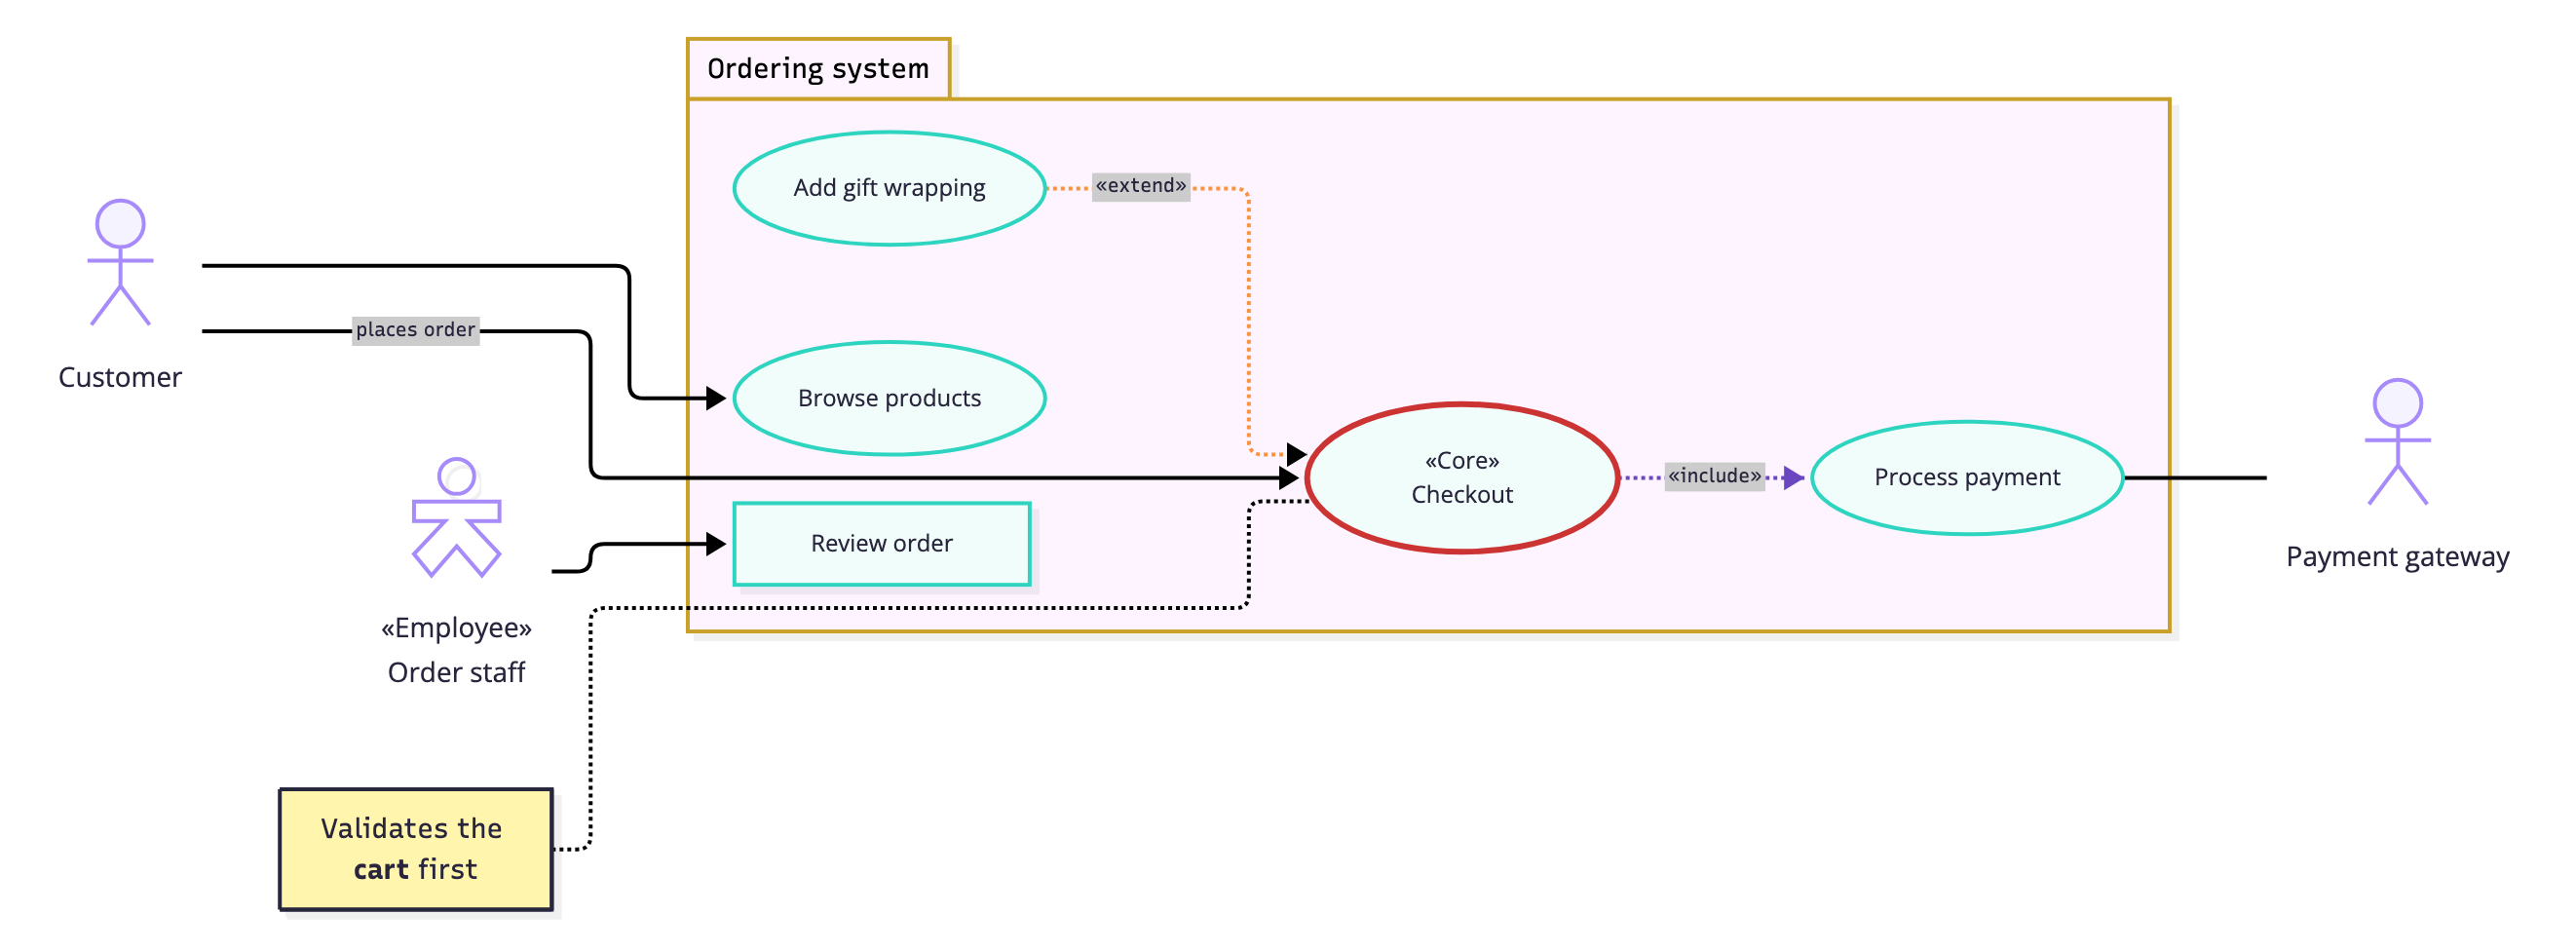 Ordering system
Add gift wrapping
«extend»
Customer
places order
Browse products
«Core»
Checkout
«include»
Process payment
Payment gateway
Review order
«Employee»
Order staff
Validates the
cart first